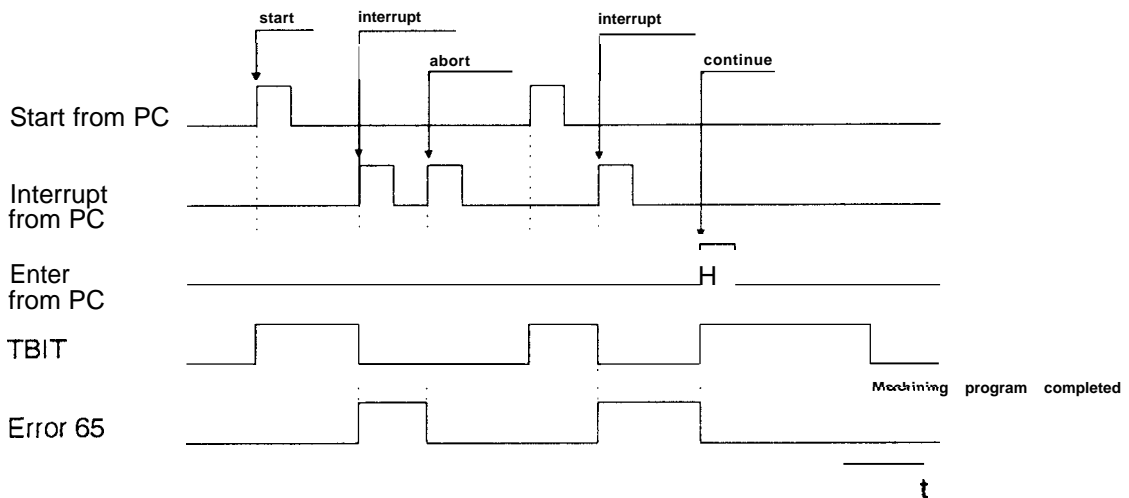 start
interrupt
interrupt
abort
continue
Start from PC
Interrupt
from PC
Enter
from PC
H
TBIT
Machining program completed
Error 65
t